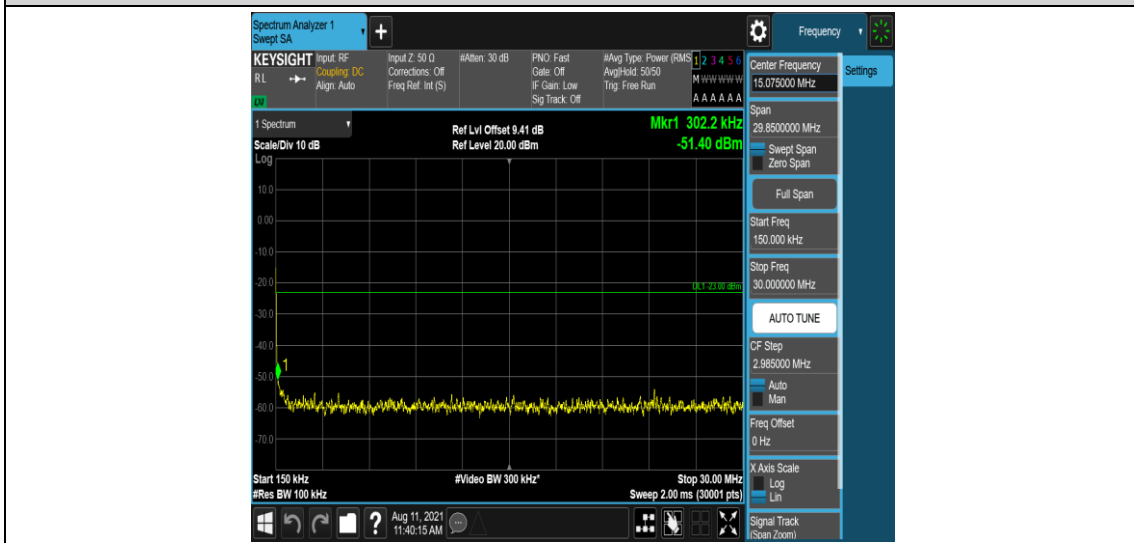 Spectrum Analyzer 1
Swept SA
Frequency
KEYSIGHT
RL
LXI
Input: RF
Coupling: DC
Align: Auto
Input Z: 50 Ω
Corrections: Off
Freq Ref: Int (S)
#Atten: 30 dB
PNO: Fast
Gate: Off
IF Gain: Low
Sig Track: Off
#Avg Type: Power (RMS
Avg|Hold: 50/50
Trig: Free Run
1 2 3 4 5 6
M W W W W W
A A A A A A
Center Frequency
15.075000 MHz
Settings
Span
29.8500000 MHz
Swept Span
Zero Span
Full Span
Start Freq
150.000 kHz
Stop Freq
30.000000 MHz
AUTO TUNE
CF Step
2.985000 MHz
Auto
Man
Freq Offset
0 Hz
X Axis Scale
Log
Lin
Signal Track
(Span Zoom)
1 Spectrum
Scale/Div 10 dB
Ref Lvl Offset 9.41 dB
Ref Level 20.00 dBm
Mkr1 302.2 kHz
-51.40 dBm
Log
10.0
0.00
-10.0
-20.0
DL1 -23.00 dBm
-30.0
-40.0
1
-50.0
-60.0
-70.0
Start 150 kHz
#Video BW 300 kHz*
Stop 30.00 MHz
#Res BW 100 kHz
Sweep 2.00 ms (30001 pts)
?
Aug 11, 2021
11:40:15 AM